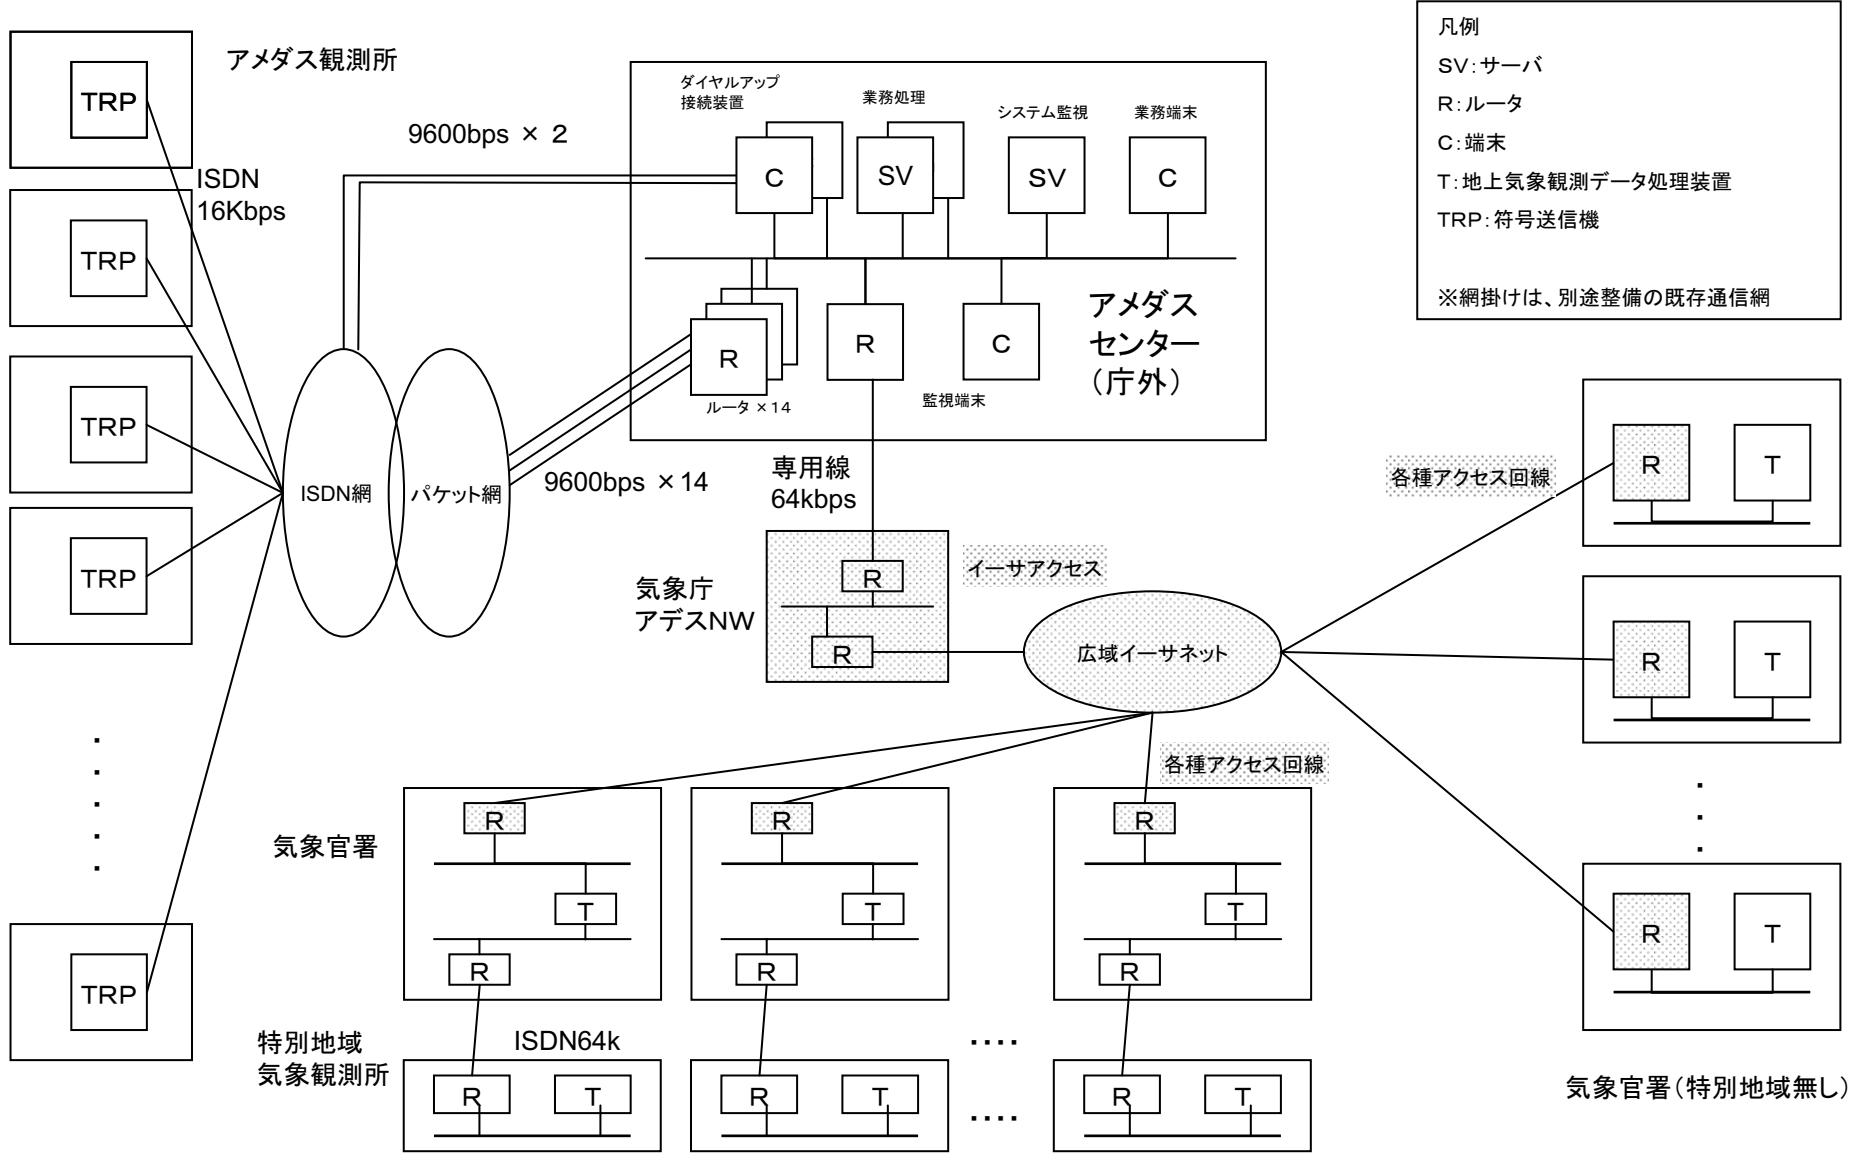 アメダス観測所
TRP
ISDN
16Kbps
TRP
TRP
TRP
・
・
・
・
・
TRP
9600bps × 2
ISDN網
パケット網
9600bps ×14
ダイヤルアップ
接続装置
C
業務処理
SV
システム監視
SV
業務端末
C
R
ルータ ×14
R
C
監視端末
アメダス
センター
(庁外)
専用線
64kbps
気象庁
アデスNW
R
R
イーサアクセス
広域イーサネット
各種アクセス回線
各種アクセス回線
凡例
SV:サーバ
R:ルータ
C:端末
T:地上気象観測データ処理装置
TRP:符号送信機
※網掛けは、別途整備の既存通信網
R T
R T
・
・
・
R T
気象官署(特別地域無し)
気象官署
R R R
T T T
R R R
特別地域
気象観測所
ISDN64k
・・・・
R T R T ・・・・ R T